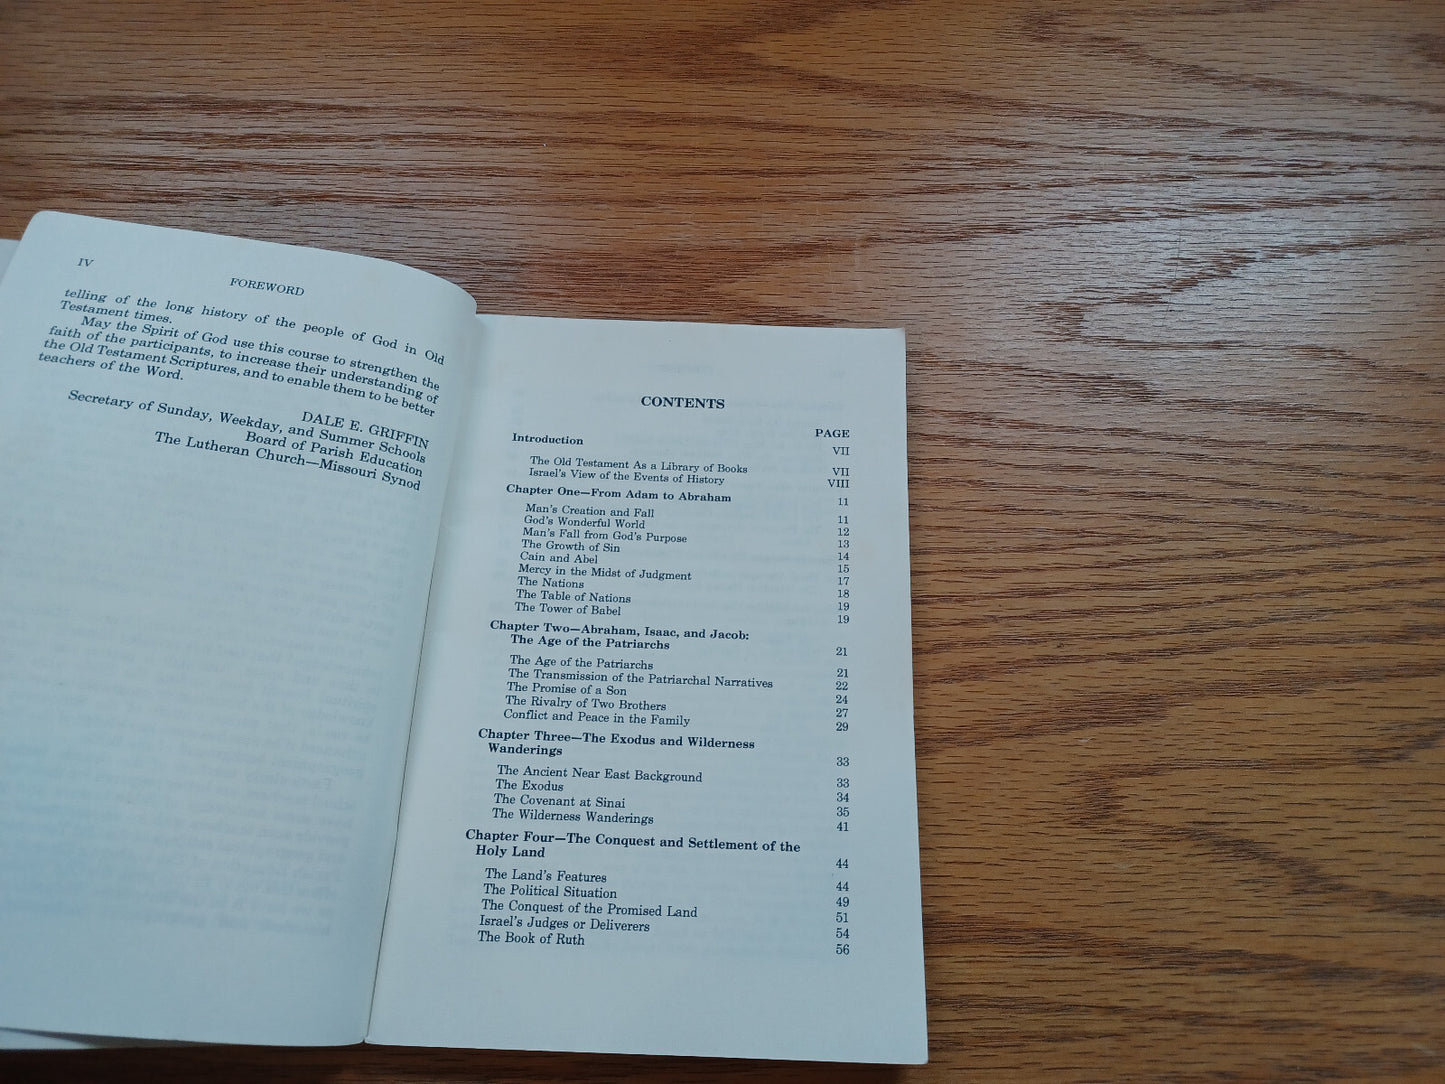 IV
FOREWORD
telling of the long history of the people of God in Old
Testament times.
May the Spirit of God use this course to strengthen the
faith of the participants, to increase their understanding of
the Old Testament Scriptures, and to enable them to be better
teachers of the Word.
DALE E. GRIFFIN
Secretary of Sunday, Weekday, and Summer Schools
Board of Parish Education
The Lutheran Church—Missouri Synod
CONTENTS
PAGE
Introduction VII
The Old Testament As a Library of Books VII
Israel's View of the Events of History VIII
Chapter One—From Adam to Abraham 11
Man's Creation and Fall 11
God's Wonderful World 12
Man's Fall from God's Purpose 13
The Growth of Sin 14
Cain and Abel 15
Mercy in the Midst of Judgment 17
The Nations 18
The Table of Nations 19
The Tower of Babel 19
Chapter Two—Abraham, Isaac, and Jacob:
The Age of the Patriarchs 21
The Age of the Patriarchs 21
The Transmission of the Patriarchal Narratives 22
The Promise of a Son 24
The Rivalry of Two Brothers 27
Conflict and Peace in the Family 29
Chapter Three—The Exodus and Wilderness
Wanderings 33
The Ancient Near East Background 33
The Exodus 34
The Covenant at Sinai 35
The Wilderness Wanderings 41
Chapter Four—The Conquest and Settlement of the
Holy Land 44
The Land's Features 44
The Political Situation 49
The Conquest of the Promised Land 51
Israel's Judges or Deliverers 54
The Book of Ruth 56